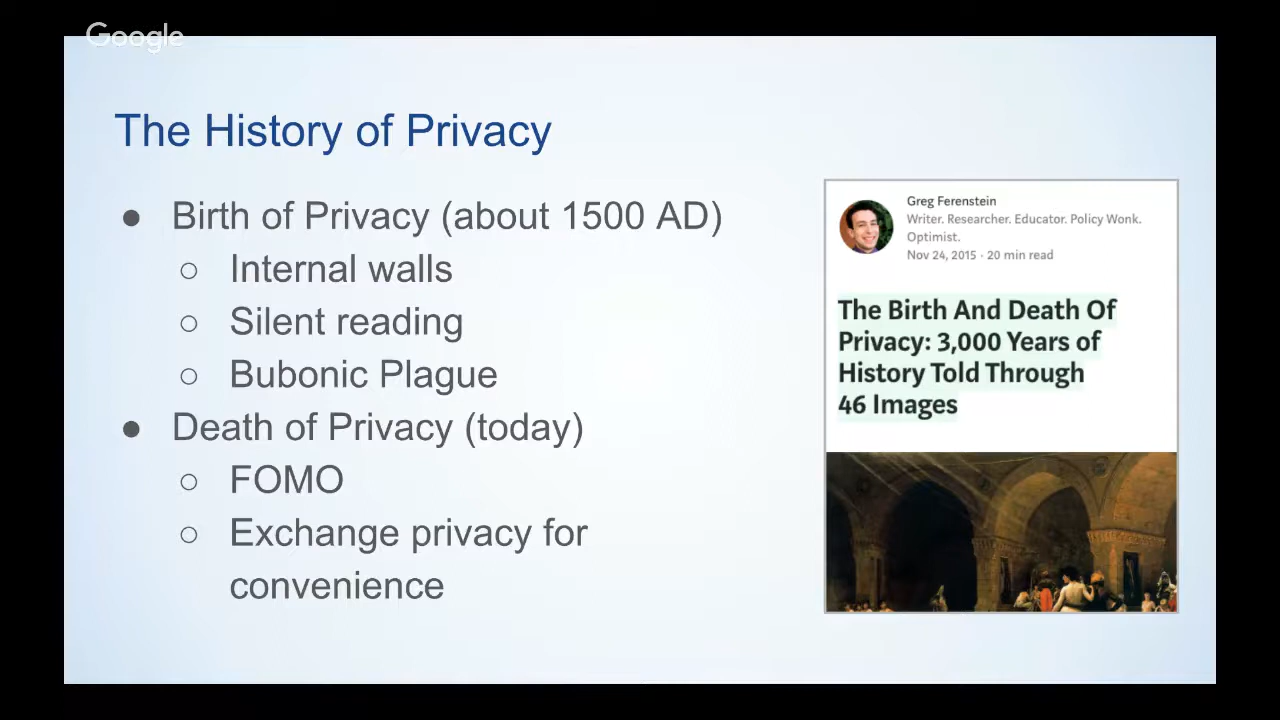 Google
The History of Privacy
● Birth of Privacy (about 1500 AD)
○ Internal walls
○ Silent reading
○ Bubonic Plague
● Death of Privacy (today)
○ FOMO
○ Exchange privacy for
convenience
Greg Ferenstein
Writer. Researcher. Educator. Policy Wonk.
Optimist.
Nov 24, 2015 · 20 min read
The Birth And Death Of
Privacy: 3,000 Years of
History Told Through
46 Images